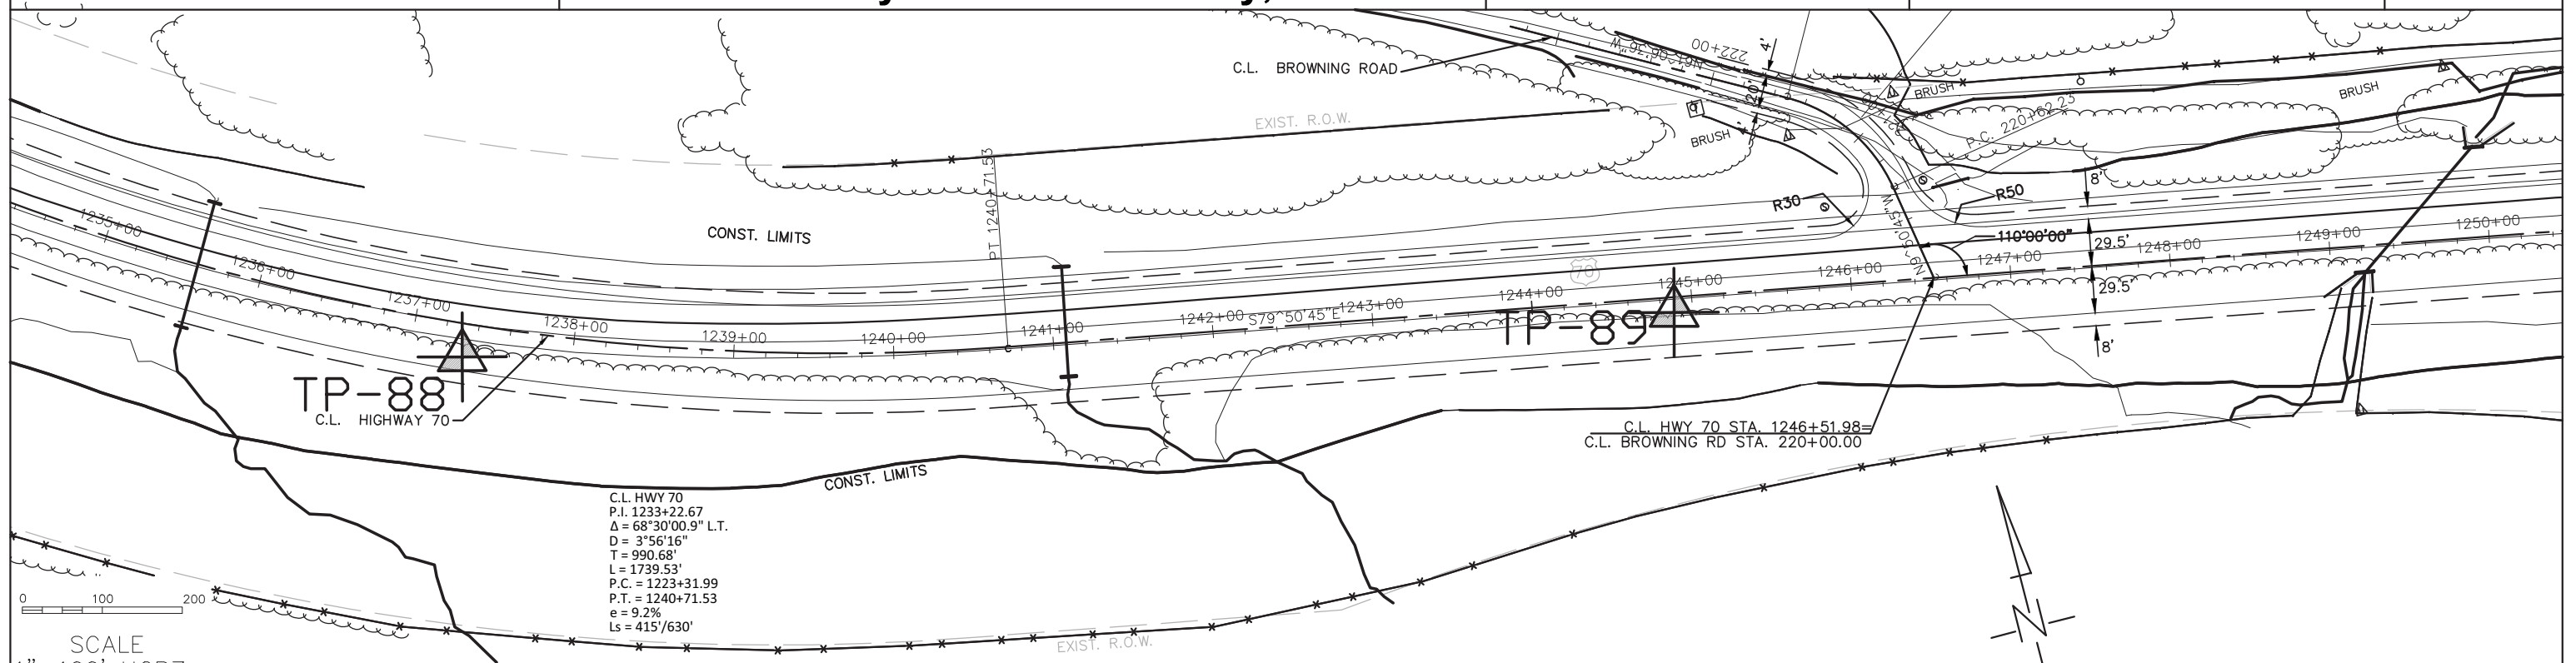 C.L. BROWNING ROAD
N61°06'36"W
222+00
4'
20'
4'
BRUSH
BRUSH
BRUSH
P.C. 220+62.23
EXIST. R.O.W.
PT 1240+71.53
CONST. LIMITS
R30
R50
8'
110°00'00"
29.5'
29.5'
8'
70
1235+00
1236+00
1237+00
1238+00
1239+00
1240+00
1241+00
1242+00
S79^50'45"E
1243+00
1244+00
1245+00
1246+00
1247+00
1248+00
1249+00
1250+00
TP-88
TP-89
C.L. HIGHWAY 70
C.L. HWY 70 STA. 1246+51.98=
C.L. BROWNING RD STA. 220+00.00
CONST. LIMITS
C.L. HWY 70
P.I. 1233+22.67
Δ = 68°30'00.9" L.T.
D = 3°56'16"
T = 990.68'
L = 1739.53'
P.C. = 1223+31.99
P.T. = 1240+71.53
e = 9.2%
Ls = 415'/630'
EXIST. R.O.W.
0 100 200
SCALE
N